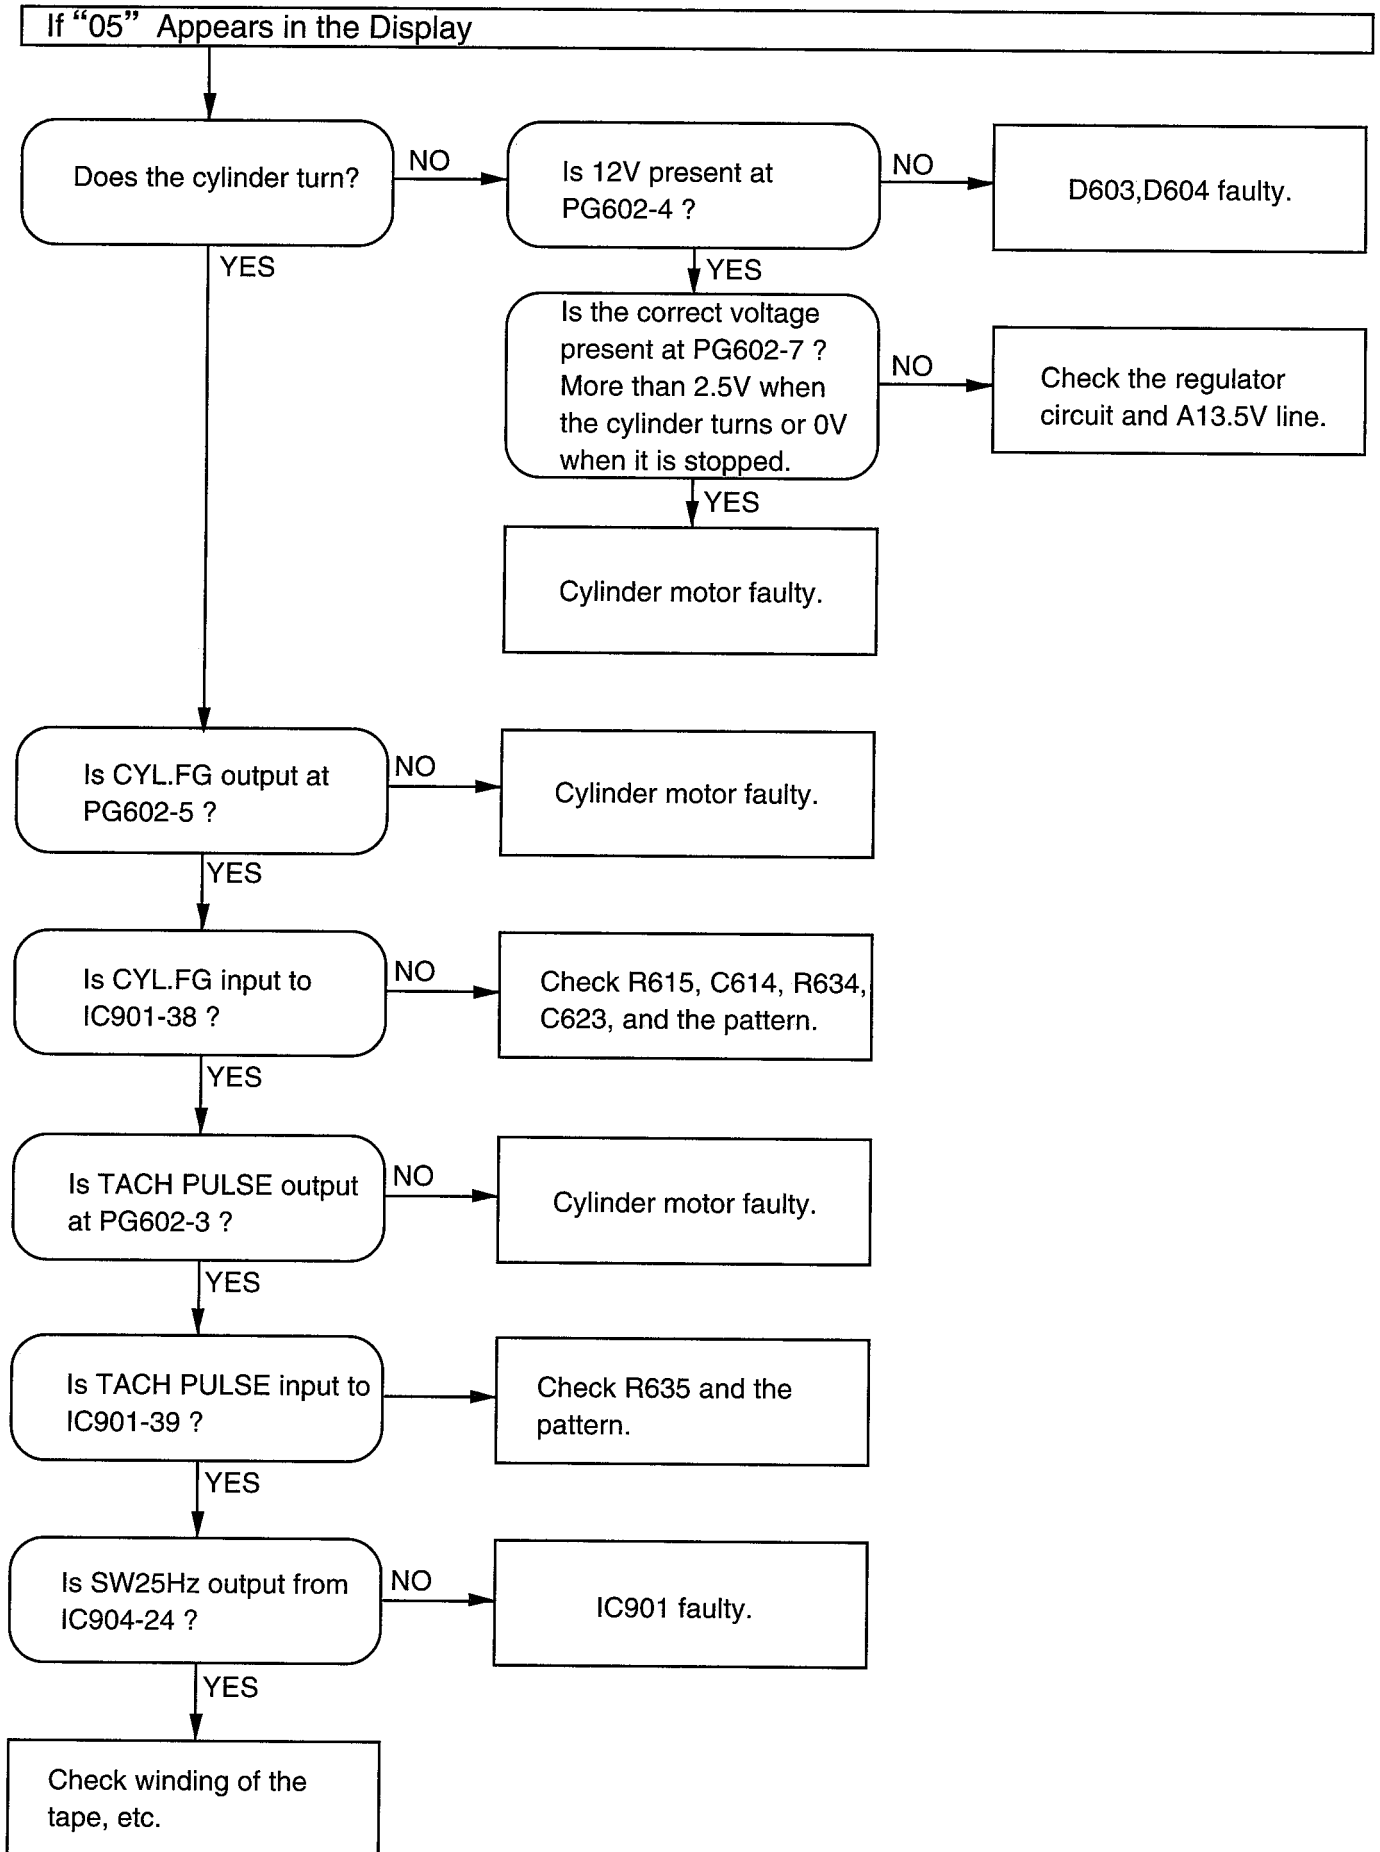 If “05” Appears in the Display
Does the cylinder turn?
NO
Is 12V present at
PG602-4 ?
NO
D603,D604 faulty.
YES
YES
Is the correct voltage
present at PG602-7 ?
More than 2.5V when
the cylinder turns or 0V
when it is stopped.
NO
Check the regulator
circuit and A13.5V line.
YES
Cylinder motor faulty.
Is CYL.FG output at
PG602-5 ?
NO
Cylinder motor faulty.
YES
Is CYL.FG input to
IC901-38 ?
NO
Check R615, C614, R634,
C623, and the pattern.
YES
Is TACH PULSE output
at PG602-3 ?
NO
Cylinder motor faulty.
YES
Is TACH PULSE input to
IC901-39 ?
Check R635 and the
pattern.
YES
Is SW25Hz output from
IC904-24 ?
NO
IC901 faulty.
YES
Check winding of the
tape, etc.